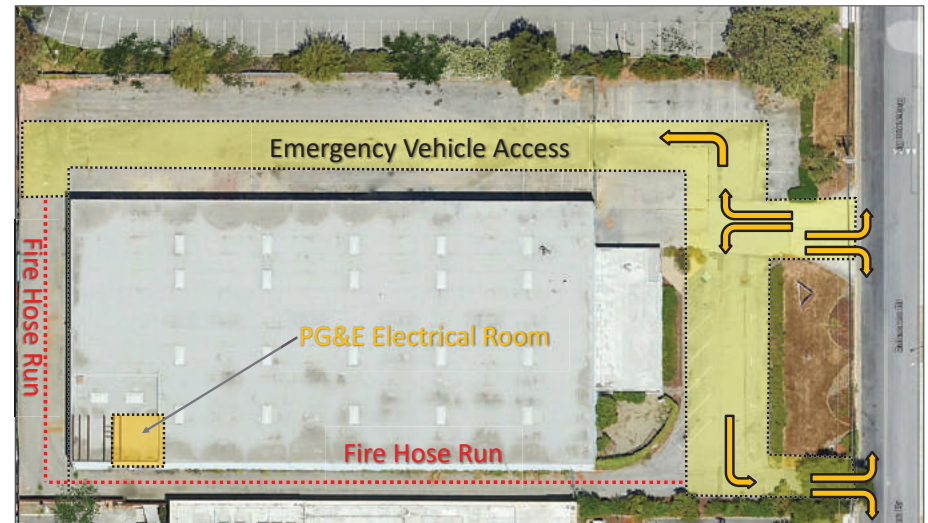 Emergency Vehicle Access
Fire Hose Run
PG&E Electrical Room
Fire Hose Run